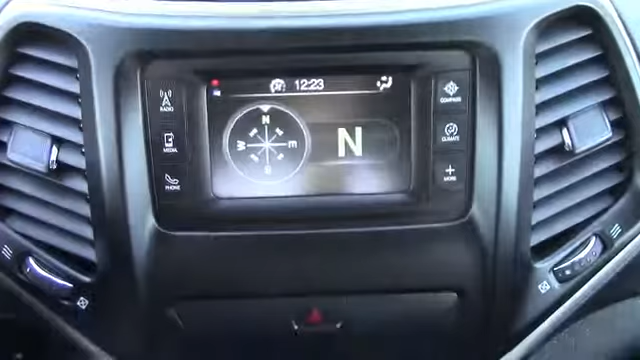 12:23
RADIO
COMPASS
N
W
E
S
N
MEDIA
CLIMATE
PHONE
MORE